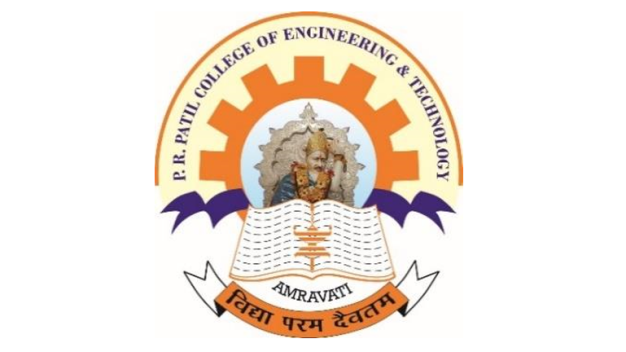 P. R. PATIL COLLEGE OF ENGINEERING & TECHNOLOGY
AMRAVATI
विद्या परम दैवतम